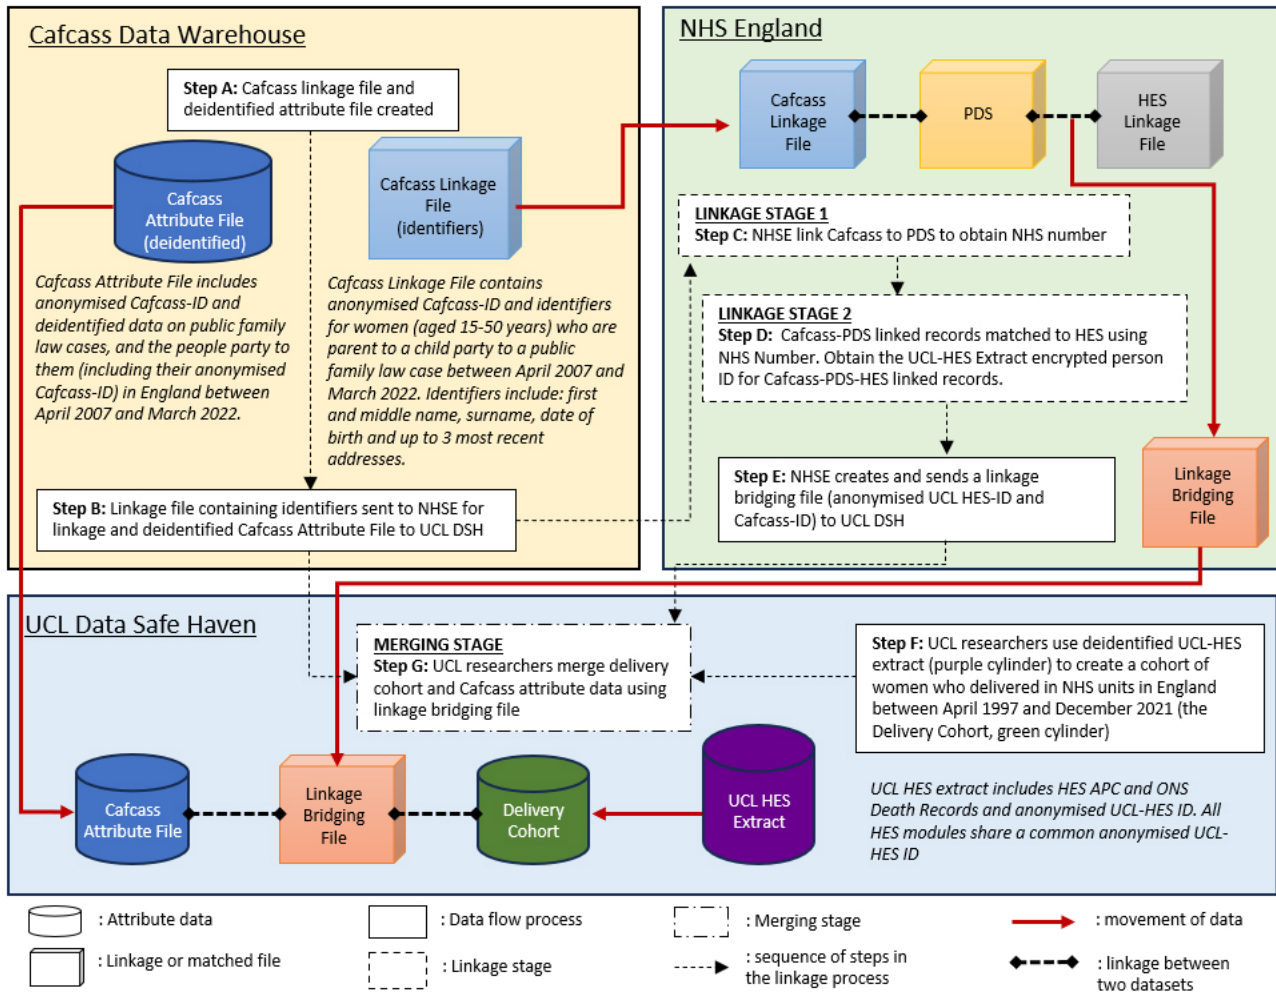 Cafcass Data Warehouse
Step A: Cafcass linkage file and
deidentified attribute file created
Cafcass
Attribute File
(deidentified)
Cafcass Linkage
File
(identifiers)
Cafcass Attribute File includes
anonymised Cafcass-ID and
deidentified data on public family
law cases, and the people party to
them (including their anonymised
Cafcass-ID) in England between
April 2007 and March 2022.
Cafcass Linkage File contains
anonymised Cafcass-ID and identifiers
for women (aged 15-50 years) who are
parent to a child party to a public
family law case between April 2007 and
March 2022. Identifiers include: first
and middle name, surname, date of
birth and up to 3 most recent
addresses.
Step B: Linkage file containing identifiers sent to NHSE for
linkage and deidentified Cafcass Attribute File to UCL DSH
NHS England
Cafcass
Linkage
File
PDS
HES
Linkage
File
LINKAGE STAGE 1
Step C: NHSE link Cafcass to PDS to obtain NHS number
LINKAGE STAGE 2
Step D: Cafcass-PDS linked records matched to HES using
NHS Number. Obtain the UCL-HES Extract encrypted person
ID for Cafcass-PDS-HES linked records.
Step E: NHSE creates and sends a linkage
bridging file (anonymised UCL HES-ID and
Cafcass-ID) to UCL DSH
Linkage
Bridging
File
UCL Data Safe Haven
MERGING STAGE
Step G: UCL researchers merge delivery
cohort and Cafcass attribute data using
linkage bridging file
Step F: UCL researchers use deidentified UCL-HES
extract (purple cylinder) to create a cohort of
women who delivered in NHS units in England
between April 1997 and December 2021 (the
Delivery Cohort, green cylinder)
Cafcass
Attribute File
Linkage
Bridging
File
Delivery
Cohort
UCL HES
Extract
UCL HES extract includes HES APC and ONS
Death Records and anonymised UCL-HES ID. All
HES modules share a common anonymised UCL-
HES ID
: Attribute data
: Linkage or matched file
: Data flow process
: Linkage stage
: Merging stage
: sequence of steps in
the linkage process
: movement of data
: linkage between
two datasets